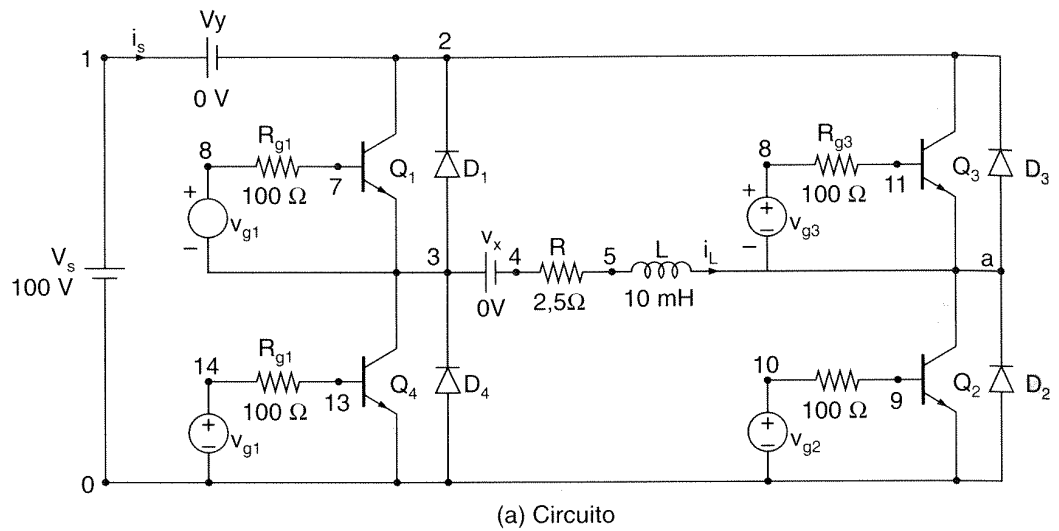 Vy
1 i_s 2
0 V
8 R_g1 7 Q_1 D_1
100 Ω
+ v_g1 −
8 R_g3 11 Q_3 D_3
100 Ω
+ + − v_g3 −
V_s
100 V
3 v_x 4 R 5 L i_L a
0V 2,5Ω 10 mH
14 R_g1 13 Q_4 D_4
100 Ω
+ − v_g1
10 9 Q_2 D_2
100 Ω
+ − v_g2
0
(a) Circuito